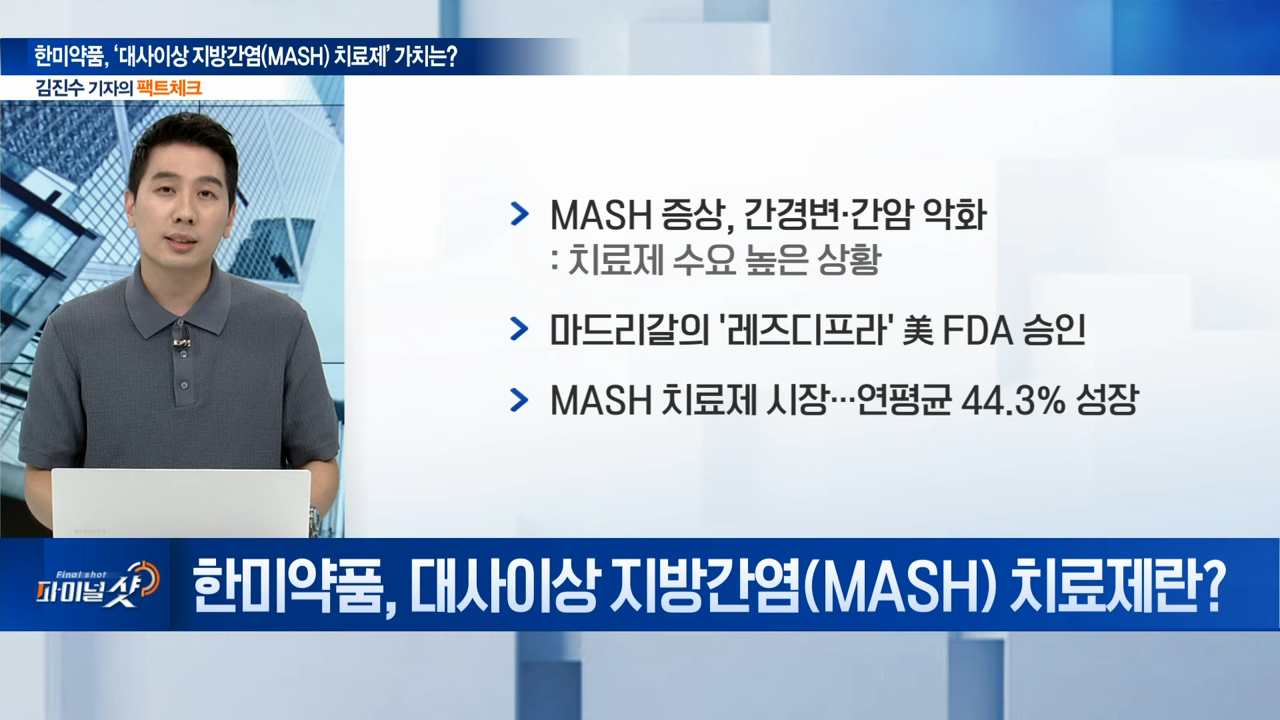 한미약품, ‘대사이상 지방간염(MASH) 치료제’ 가치는?
김진수 기자의 팩트체크
MASH 증상, 간경변·간암 악화
: 치료제 수요 높은 상황
마드리갈의 '레즈디프라' 美 FDA 승인
MASH 치료제 시장…연평균 44.3% 성장
Final shot
파이널샷
한미약품, 대사이상 지방간염(MASH) 치료제란?